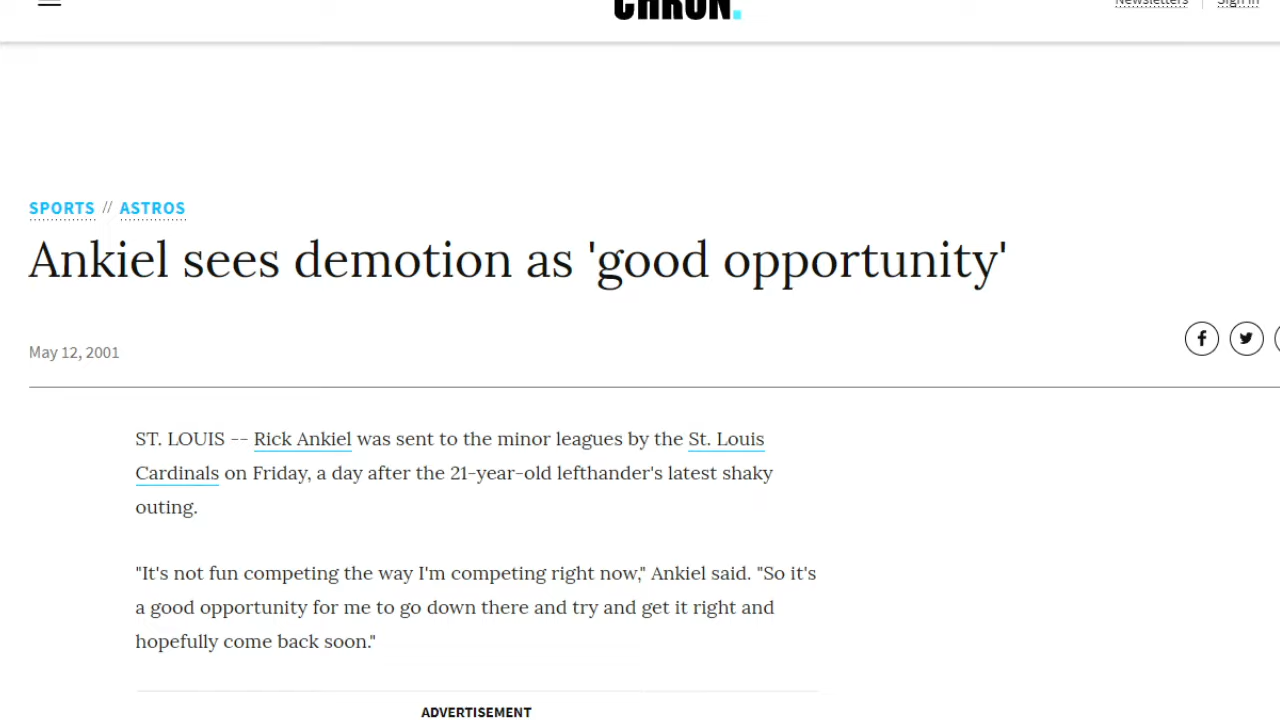 CHRON.
Newsletters
Sign In
SPORTS // ASTROS
Ankiel sees demotion as 'good opportunity'
May 12, 2001
ST. LOUIS -- Rick Ankiel was sent to the minor leagues by the St. Louis
Cardinals on Friday, a day after the 21-year-old lefthander's latest shaky
outing.
"It's not fun competing the way I'm competing right now," Ankiel said. "So it's
a good opportunity for me to go down there and try and get it right and
hopefully come back soon."
ADVERTISEMENT